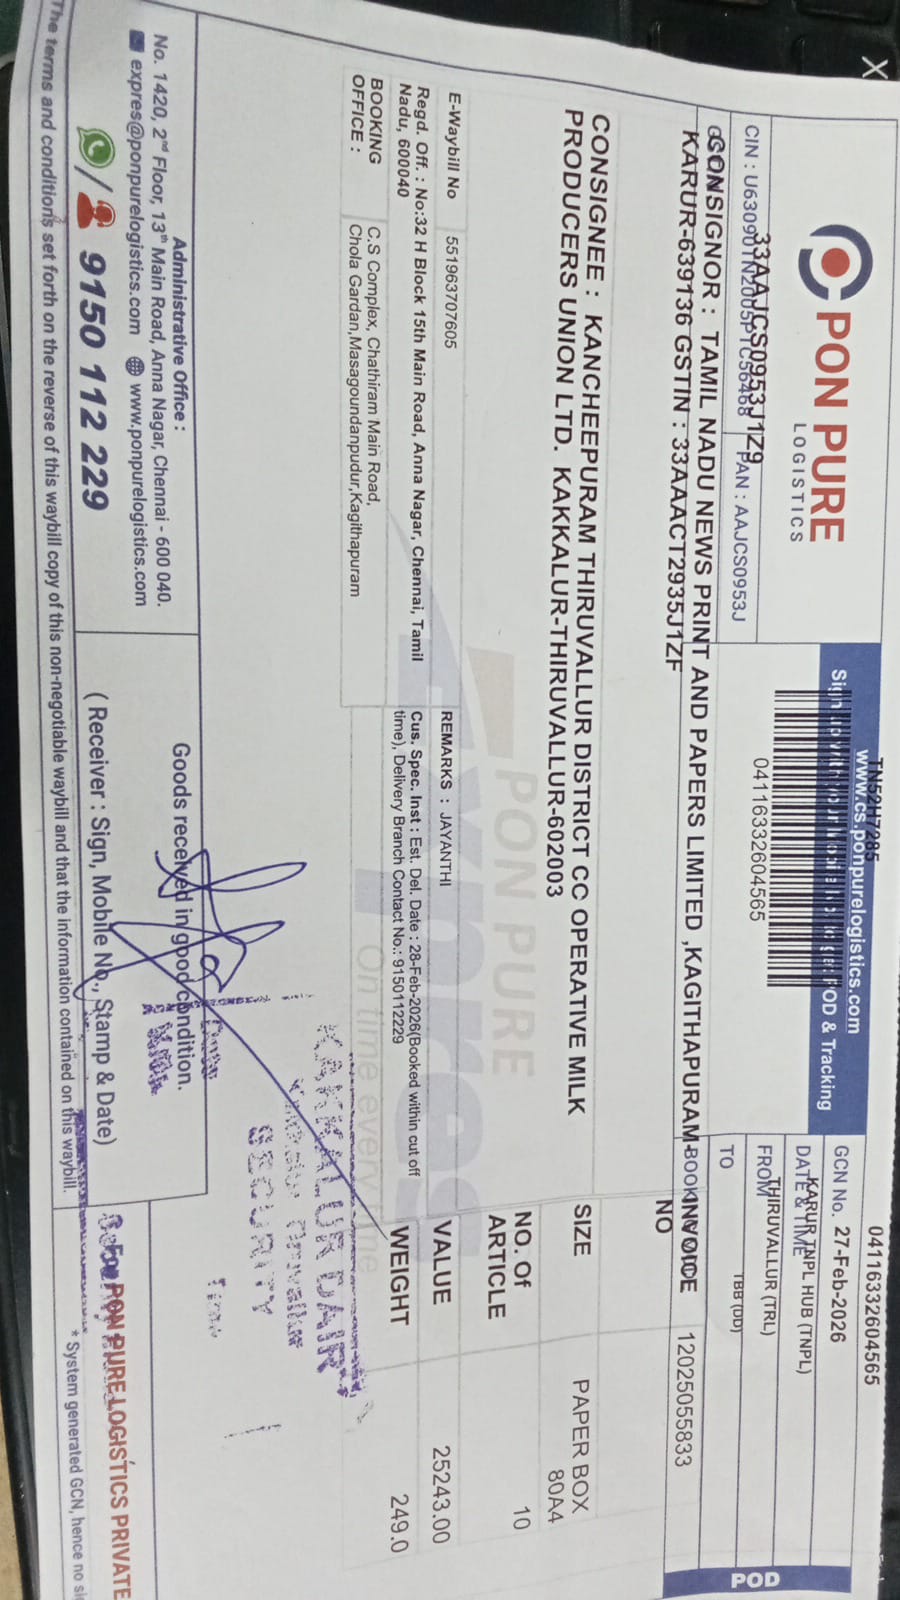 PON PURE
LOGISTICS
33AAJCS0953J1Z9
PAN : AAJCS0953J
TN52H7285
www.cs.ponpurelogistics.com
POD & Tracking
04116332604565
04116332604565
GCN No. 27-Feb-2026
DATE & TIME
KARUR TNPL HUB (TNPL)
FROM
THIRUVALLUR (TRL)
TO
TBB (DD)
POD
CONSIGNOR : TAMIL NADU NEWS PRINT AND PAPERS LIMITED ,KAGITHAPURAM-
KARUR-639136 GSTIN : 33AAACT2935J1ZF
INVOICE
NO
12025055833
CONSIGNEE : KANCHEEPURAM THIRUVALLUR DISTRICT CC OPERATIVE MILK
PRODUCERS UNION LTD. KAKKALUR-THIRUVALLUR-602003
SIZE
PAPER BOX
80A4
NO. Of
ARTICLE
10
VALUE
25243.00
WEIGHT
249.0
PON PURE
Xpres
On time every time
E-Waybill No
551963707605
REMARKS : JAYANTHI
Regd. Off. : No:32 H Block 15th Main Road, Anna Nagar, Chennai, Tamil
Nadu, 600040
Cus. Spec. Inst : Est. Del. Date : 28-Feb-2026(Booked within cut off
time), Delivery Branch Contact No.: 9150112229
BOOKING
OFFICE :
C.S Complex, Chathiram Main Road,
Chola Gardan,Masagoundanpudur,Kagithapuram
KAKKALUR DAIRY
SECURITY
Time
Administrative Office :
No. 1420, 2nd Floor, 13th Main Road, Anna Nagar, Chennai - 600 040.
expres@ponpurelogistics.com www.ponpurelogistics.com
/ 9150 112 229
Goods received in good condition.
( Receiver : Sign, Mobile No., Stamp & Date)
For PON PURE LOGISTICS PRIVATE
* System generated GCN, hence no
The terms and conditions set forth on the reverse of this waybill copy of this non-negotiable waybill and that the information contained on this waybill.